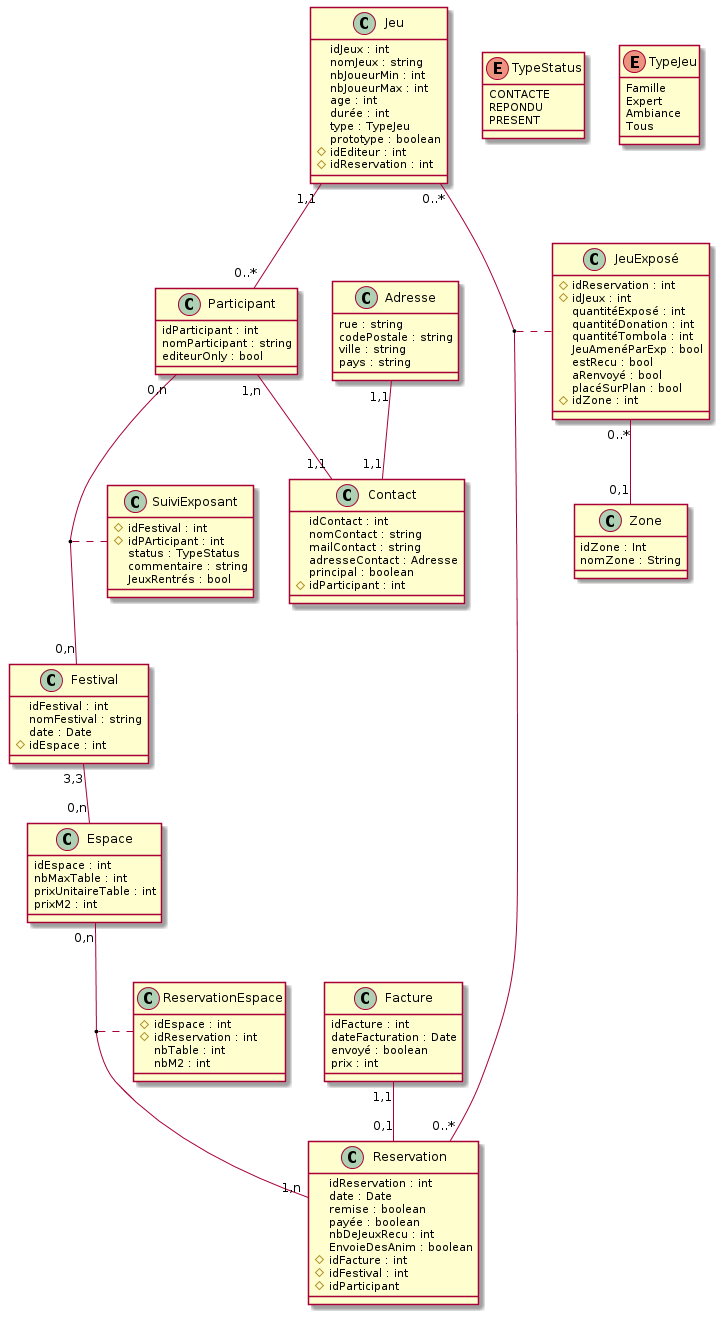 C Jeu
idJeux : int
nomJeux : string
nbJoueurMin : int
nbJoueurMax : int
age : int
durée : int
type : TypeJeu
prototype : boolean
idEditeur : int
idReservation : int
E TypeStatus
CONTACTE
REPONDU
PRESENT
E TypeJeu
Famille
Expert
Ambiance
Tous
1,1
0..*
0..*
C Participant
idParticipant : int
nomParticipant : string
editeurOnly : bool
C Adresse
rue : string
codePostale : string
ville : string
pays : string
C JeuExposé
idReservation : int
idJeux : int
quantitéExposé : int
quantitéDonation : int
quantitéTombola : int
JeuAmenéParExp : bool
estRecu : bool
aRenvoyé : bool
placéSurPlan : bool
idZone : int
0,n
1,n
1,1
0..*
1,1
1,1
0,1
C SuiviExposant
idFestival : int
idPArticipant : int
status : TypeStatus
commentaire : string
JeuxRentrés : bool
C Contact
idContact : int
nomContact : string
mailContact : string
adresseContact : Adresse
principal : boolean
idParticipant : int
C Zone
idZone : Int
nomZone : String
0,n
C Festival
idFestival : int
nomFestival : string
date : Date
idEspace : int
3,3
0,n
C Espace
idEspace : int
nbMaxTable : int
prixUnitaireTable : int
prixM2 : int
0,n
C ReservationEspace
idEspace : int
idReservation : int
nbTable : int
nbM2 : int
C Facture
idFacture : int
dateFacturation : Date
envoyé : boolean
prix : int
1,1
0,1
0..*
1,n
C Reservation
idReservation : int
date : Date
remise : boolean
payée : boolean
nbDeJeuxRecu : int
EnvoieDesAnim : boolean
idFacture : int
idFestival : int
idParticipant